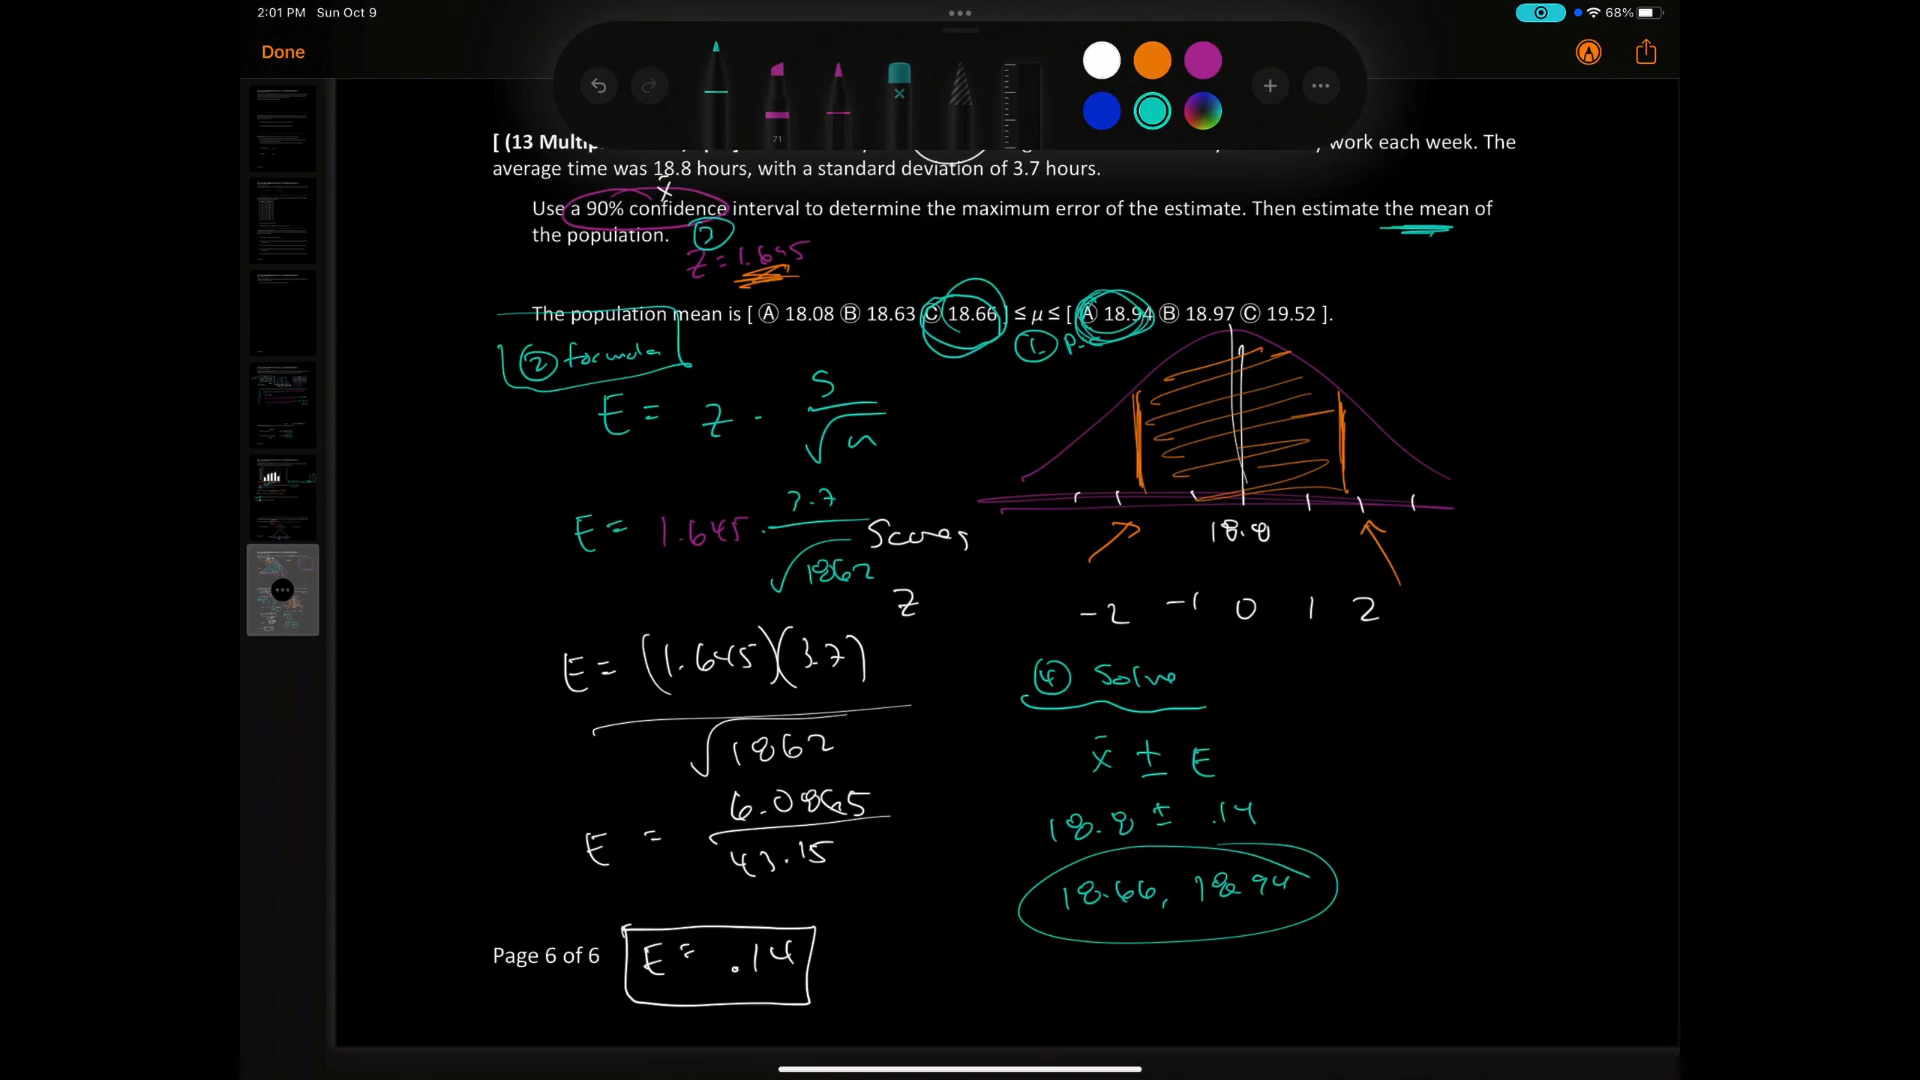 2:01 PM Sun Oct 9
68%
Done
71
[ (13 Multip
work each week. The
average time was 18.8 hours, with a standard deviation of 3.7 hours.
x̄
Use a 90% confidence interval to determine the maximum error of the estimate. Then estimate the mean of
the population.
3
z = 1.645
The population mean is [ Ⓐ 18.08 Ⓑ 18.63 Ⓒ 18.66 ] ≤ μ ≤ [ Ⓐ 18.94 Ⓑ 18.97 Ⓒ 19.52 ].
② formula
1.
E = z · s / √n
E = 1.645 · 3.7 / √1862
Scores
18.8
z
-2 -1 0 1 2
E = (1.645)(3.7)
√1862
④ Solve
x̄ ± E
E = 6.0865 / 43.15
18.8 ± .14
18.66, 18.94
Page 6 of 6
E = .14